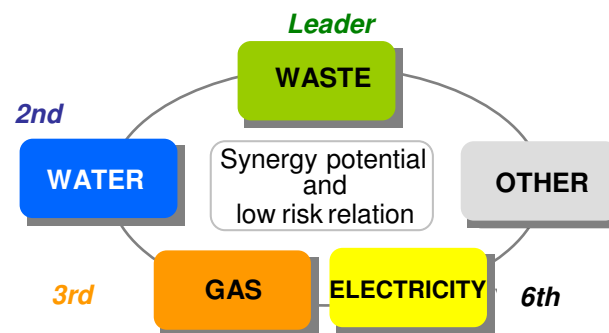 Leader
WASTE
2nd
WATER
Synergy potential
and
low risk relation
OTHER
3rd
GAS
ELECTRICITY
6th